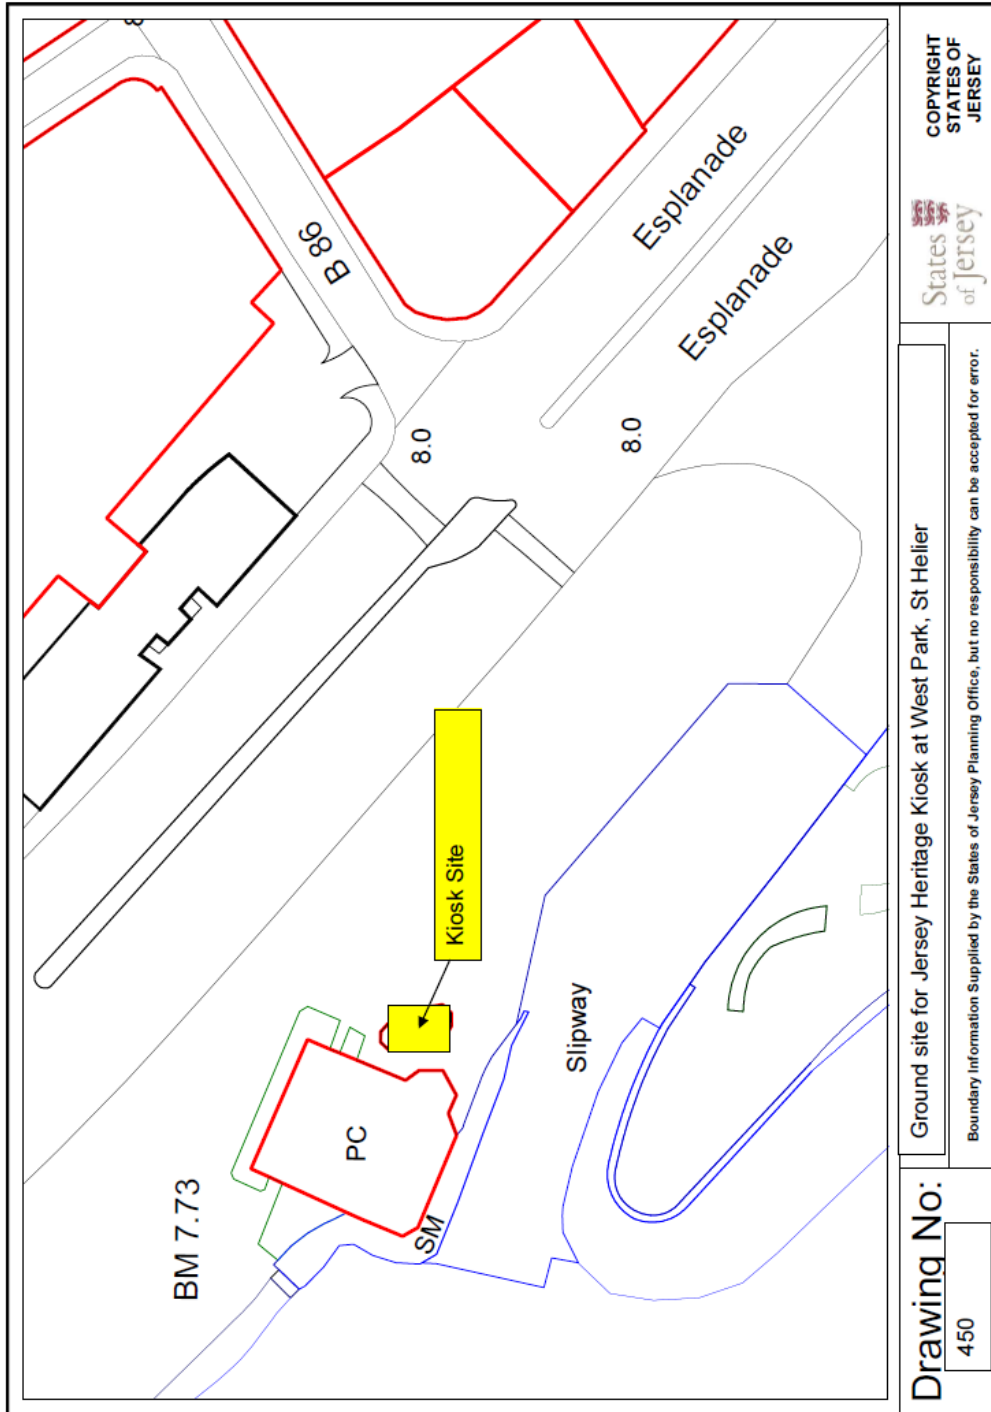 B 86
Esplanade
Esplanade
8.0
8.0
Kiosk Site
Slipway
PC
SM
BM 7.73
Drawing No:
450
Ground site for Jersey Heritage Kiosk at West Park, St Helier
Boundary Information Supplied by the States of Jersey Planning Office, but no responsibility can be accepted for error.
States
of Jersey
COPYRIGHT
STATES OF
JERSEY